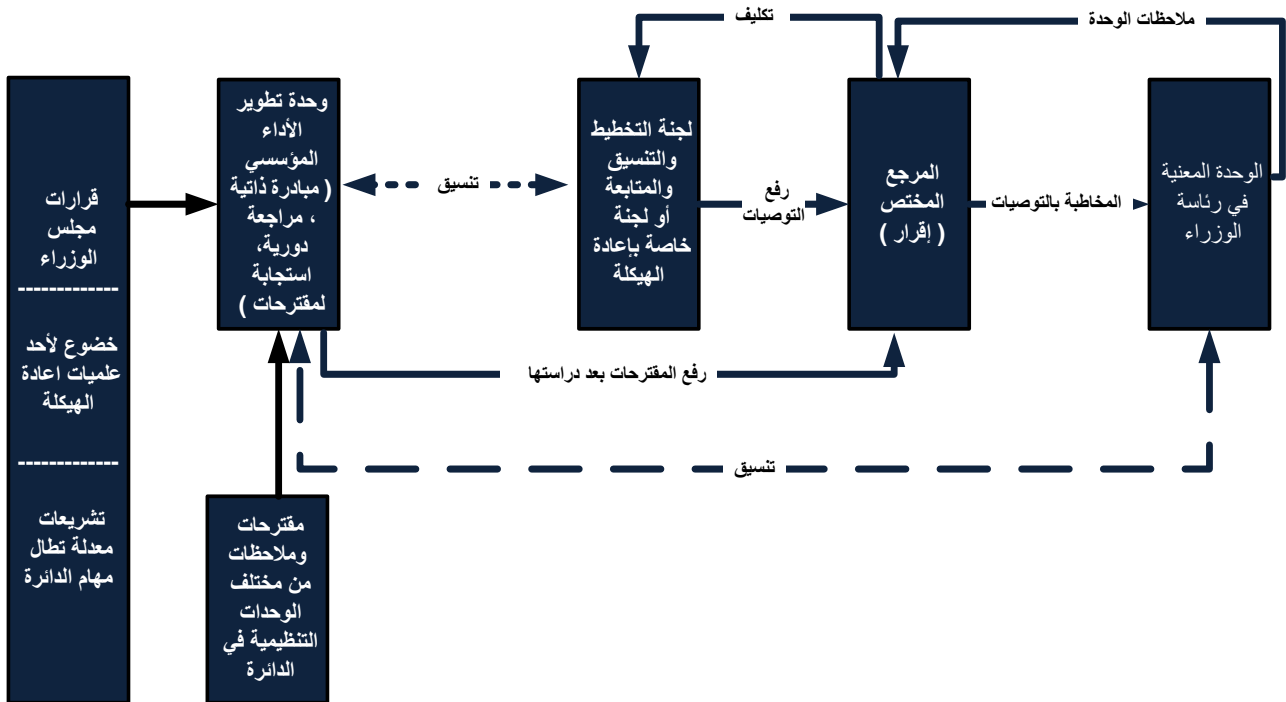 ملاحظات الوحدة
تكليف
وحدة تطوير
الأداء
المؤسسي
( مبادرة ذاتية
، مراجعة
دورية،
استجابة
لمقترحات )
لجنة التخطيط
والتنسيق
والمتابعة
أو لجنة
خاصة بإعادة
الهيكلة
المرجع
المختص
( إقرار )
الوحدة المعنية
في رئاسة
الوزراء
قرارات
مجلس
الوزراء
-------------
خضوع لأحد
علميات اعادة
الهيكلة
-------------
تشريعات
معدلة تطال
مهام الدائرة
تنسيق
رفع
التوصيات
المخاطبة بالتوصيات
رفع المقترحات بعد دراستها
تنسيق
مقترحات
وملاحظات
من مختلف
الوحدات
التنظيمية في
الدائرة